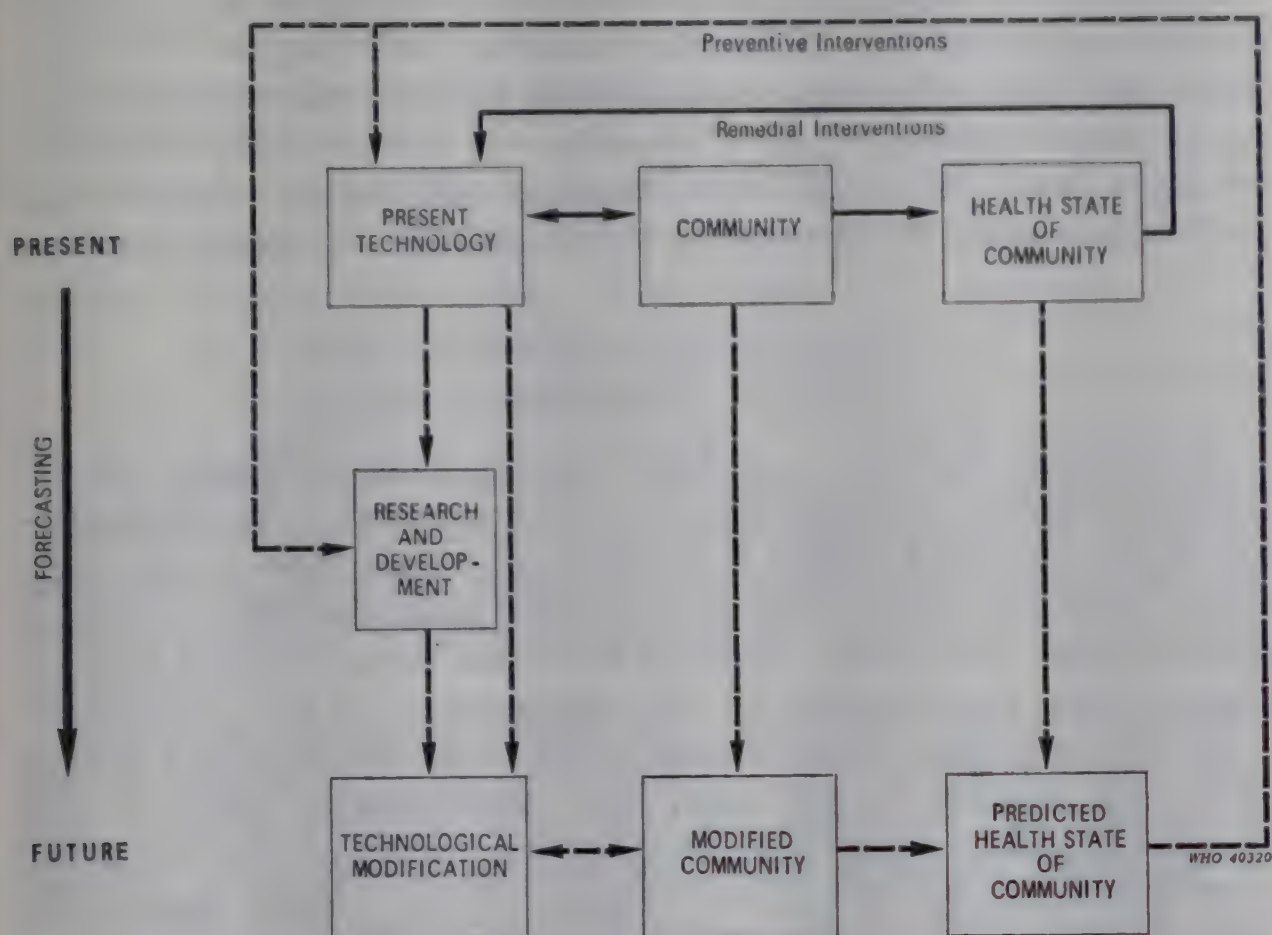 Preventive Interventions
Remedial Interventions
PRESENT
PRESENT
TECHNOLOGY
COMMUNITY
HEALTH STATE
OF
COMMUNITY
FORECASTING
RESEARCH
AND
DEVELOP-
MENT
FUTURE
TECHNOLOGICAL
MODIFICATION
MODIFIED
COMMUNITY
PREDICTED
HEALTH STATE
OF
COMMUNITY
WHO 40320